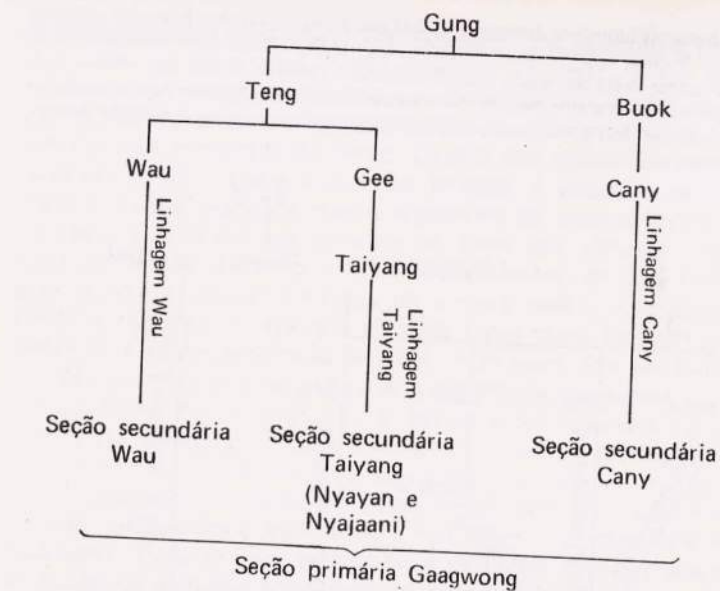 Gung
Teng
Buok
Wau
Gee
Cany
Linhagem Wau
Taiyang
Linhagem
Taiyang
Linhagem Cany
Seção secundária
Wau
Seção secundária
Taiyang
(Nyayan e
Nyajaani)
Seção secundária
Cany
Seção primária Gaagwong